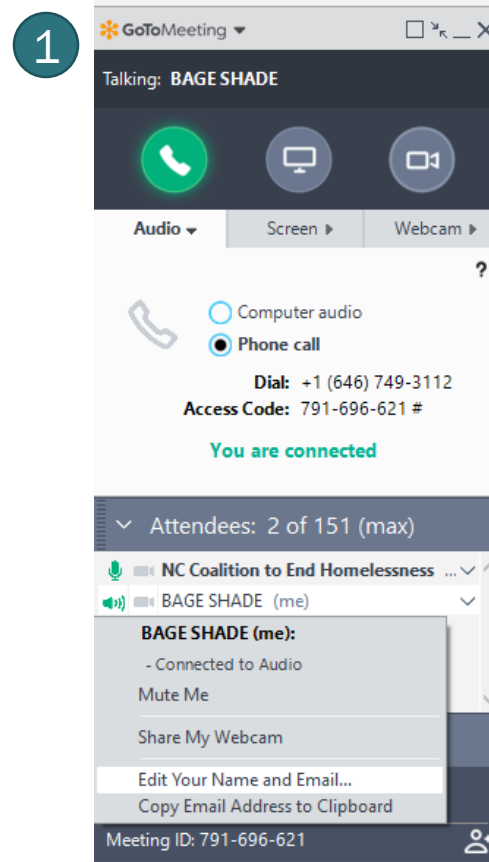 1
GoToMeeting
Talking: BAGE SHADE
Audio Screen Webcam
?
Computer audio
Phone call
Dial: +1 (646) 749-3112
Access Code: 791-696-621 #
You are connected
Attendees: 2 of 151 (max)
NC Coalition to End Homelessness ...
BAGE SHADE (me)
BAGE SHADE (me):
- Connected to Audio
Mute Me
Share My Webcam
Edit Your Name and Email...
Copy Email Address to Clipboard
Meeting ID: 791-696-621